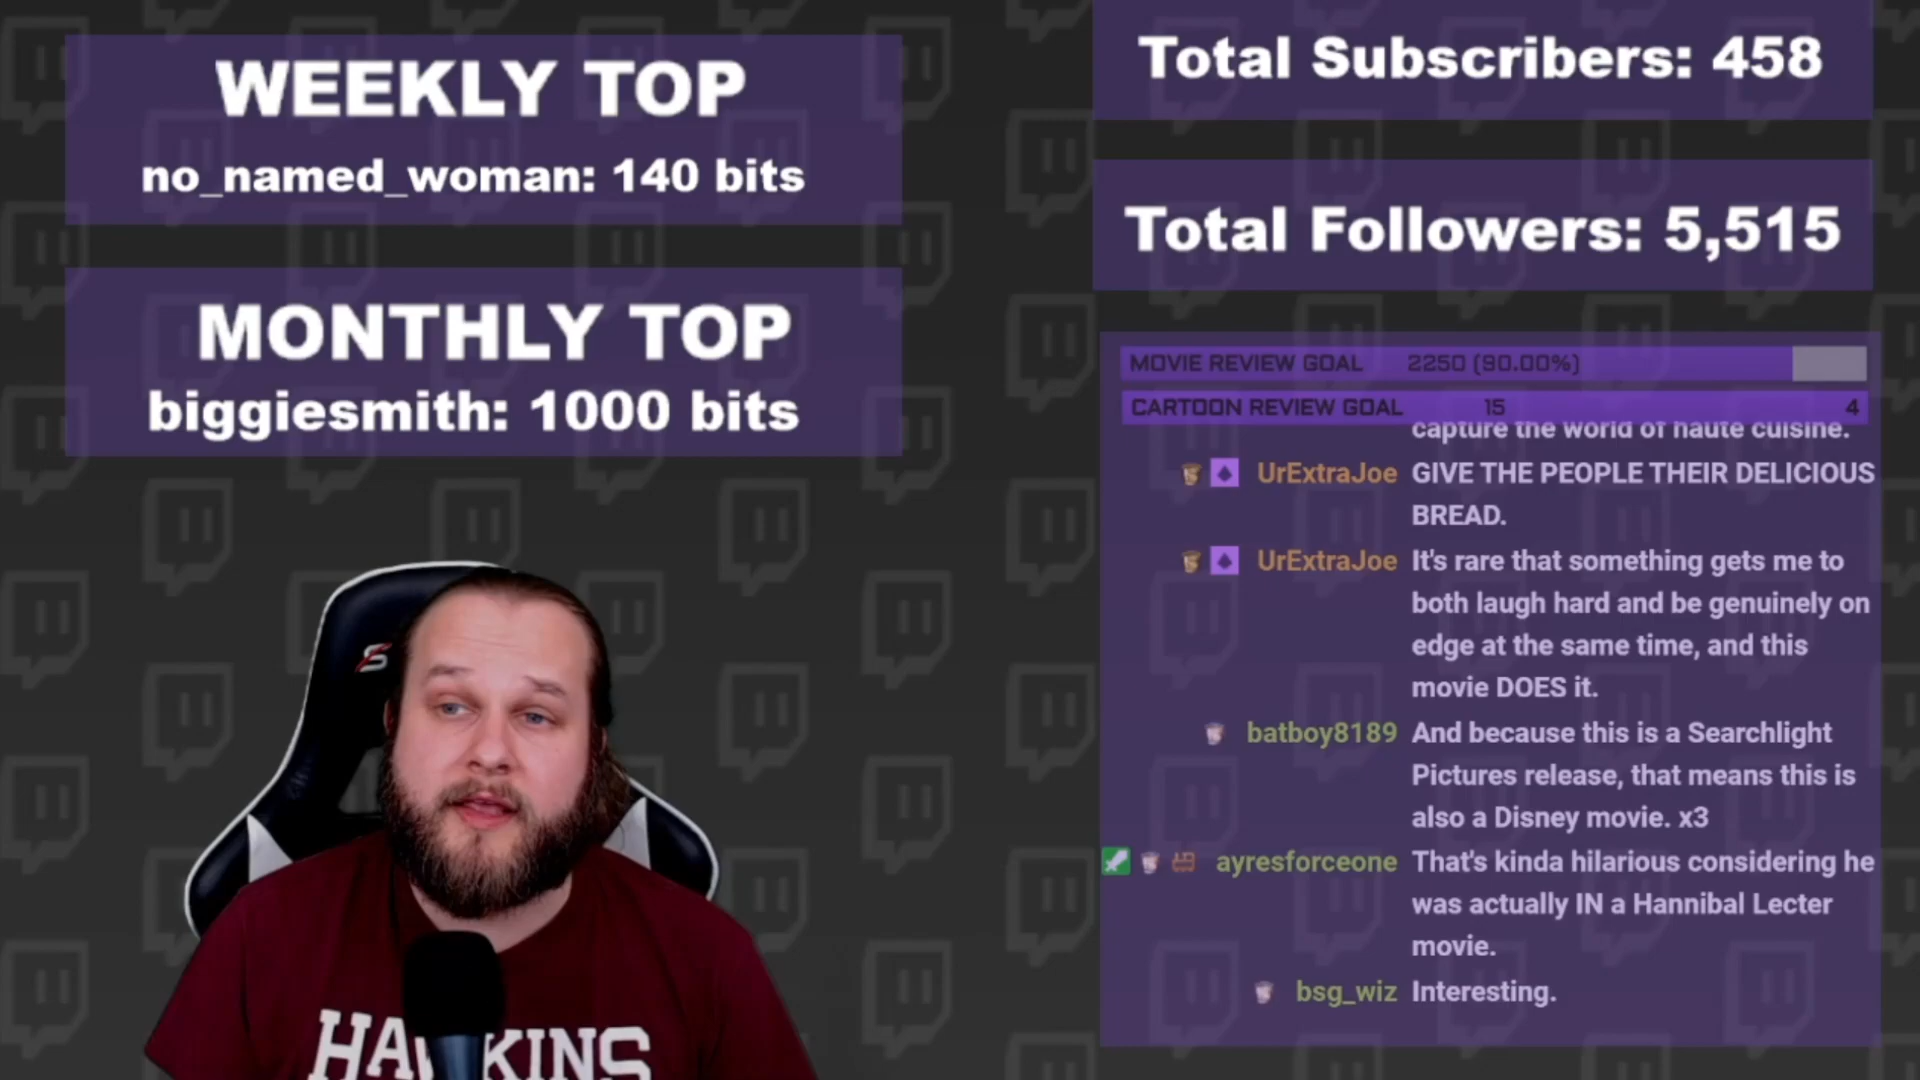 WEEKLY TOP
no_named_woman: 140 bits
MONTHLY TOP
biggiesmith: 1000 bits
Total Subscribers: 458
Total Followers: 5,515
MOVIE REVIEW GOAL 2250 (90.00%)
CARTOON REVIEW GOAL 15 4
capture the world of haute cuisine.
UrExtraJoe GIVE THE PEOPLE THEIR DELICIOUS
BREAD.
UrExtraJoe It's rare that something gets me to
both laugh hard and be genuinely on
edge at the same time, and this
movie DOES it.
batboy8189 And because this is a Searchlight
Pictures release, that means this is
also a Disney movie. x3
ayresforceone That's kinda hilarious considering he
was actually IN a Hannibal Lecter
movie.
bsg_wiz Interesting.